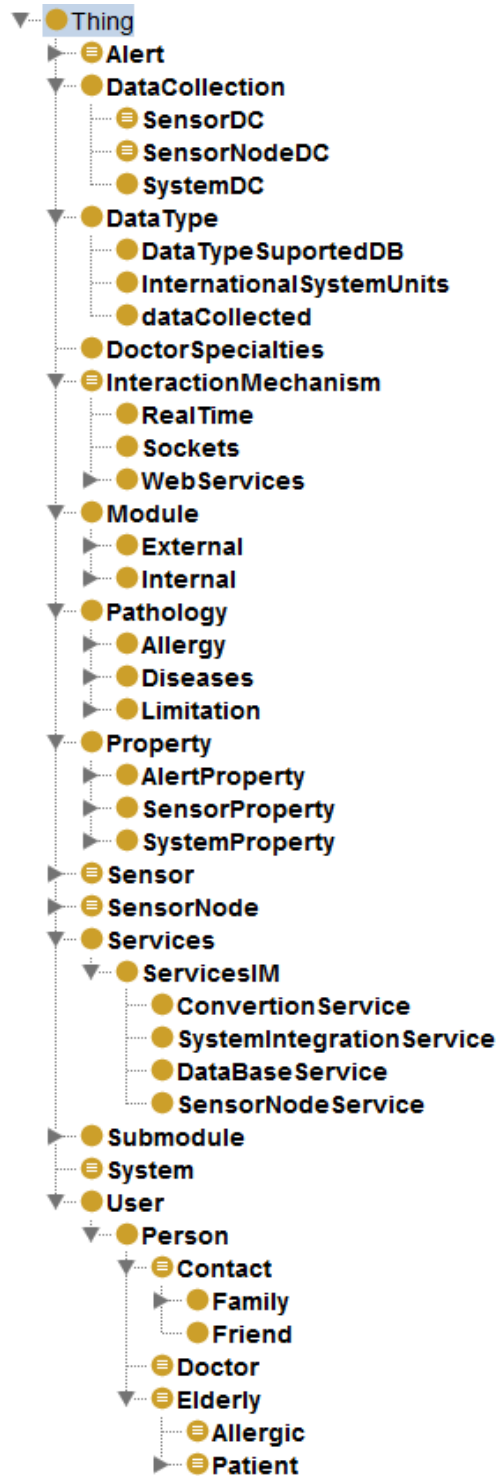 Thing
Alert
DataCollection
SensorDC
SensorNodeDC
SystemDC
DataType
DataTypeSuportedDB
InternationalSystemUnits
dataCollected
DoctorSpecialties
InteractionMechanism
RealTime
Sockets
WebServices
Module
External
Internal
Pathology
Allergy
Diseases
Limitation
Property
AlertProperty
SensorProperty
SystemProperty
Sensor
SensorNode
Services
ServicesIM
ConvertionService
SystemIntegrationService
DataBaseService
SensorNodeService
Submodule
System
User
Person
Contact
Family
Friend
Doctor
Elderly
Allergic
Patient